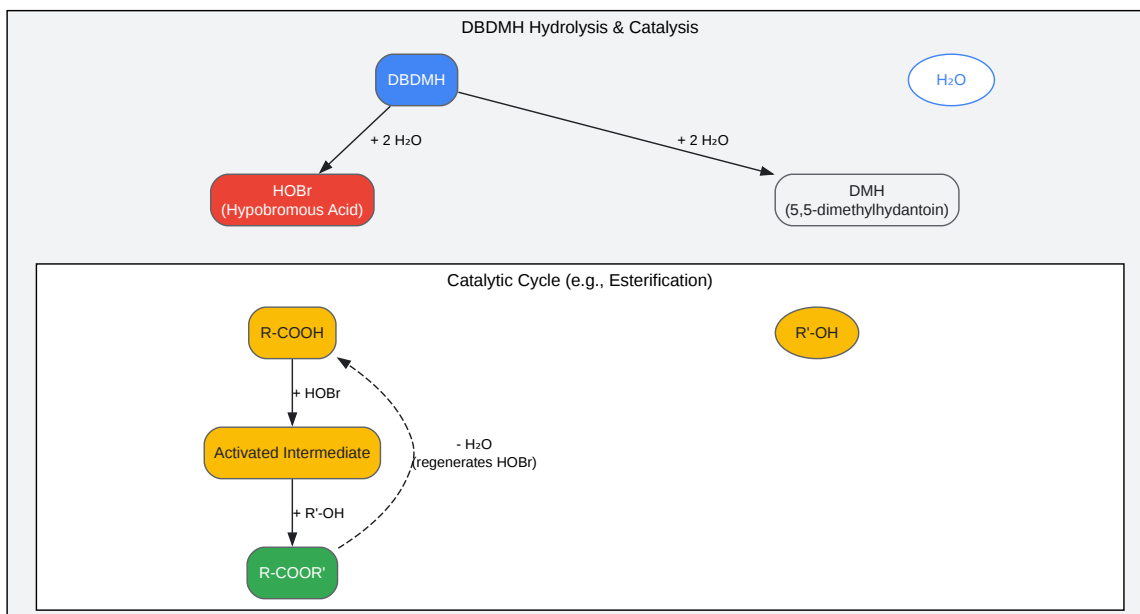 DBDMH Hydrolysis & Catalysis
DBDMH
H₂O
+ 2 H₂O
+ 2 H₂O
HOBr
(Hypobromous Acid)
DMH
(5,5-dimethylhydantoin)
Catalytic Cycle (e.g., Esterification)
R-COOH
R'-OH
+ HOBr
Activated Intermediate
- H₂O
(regenerates HOBr)
+ R'-OH
R-COOR'